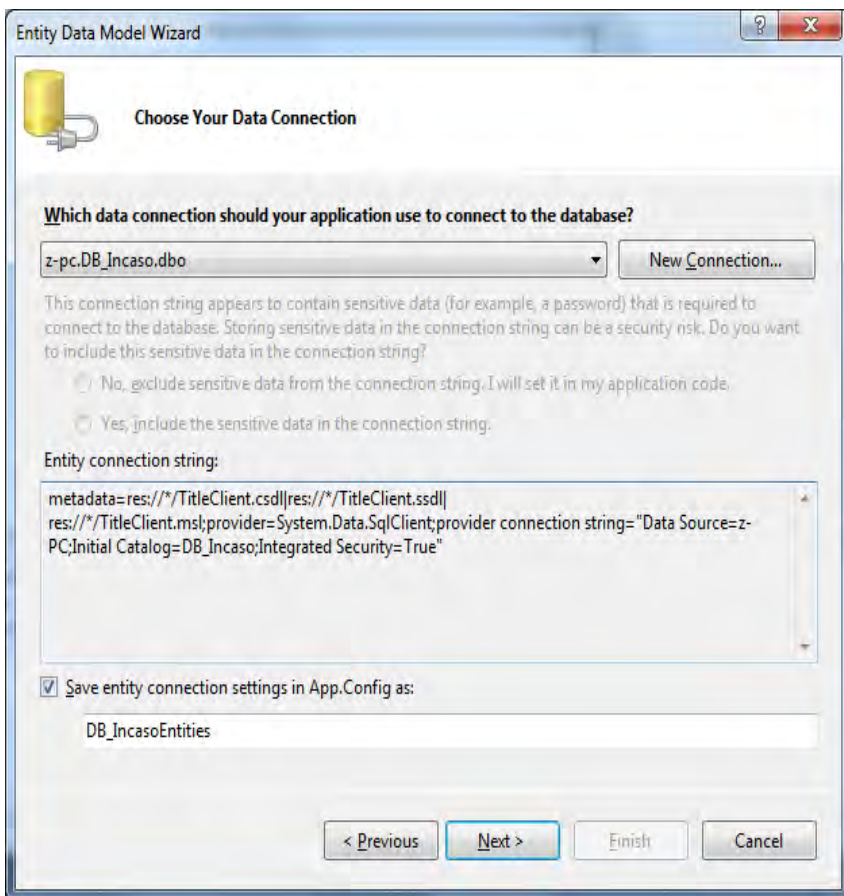 Entity Data Model Wizard
Choose Your Data Connection
Which data connection should your application use to connect to the database?
z-pc.DB_Incaso.dbo
New Connection...
This connection string appears to contain sensitive data (for example, a password) that is required to
connect to the database. Storing sensitive data in the connection string can be a security risk. Do you want
to include this sensitive data in the connection string?
No, exclude sensitive data from the connection string. I will set it in my application code.
Yes, include the sensitive data in the connection string.
Entity connection string:
metadata=res://*/TitleClient.csdl|res://*/TitleClient.ssdl|
res://*/TitleClient.msl;provider=System.Data.SqlClient;provider connection string="Data Source=z-
PC;Initial Catalog=DB_Incaso;Integrated Security=True"
Save entity connection settings in App.Config as:
DB_IncasoEntities
< Previous
Next >
Finish
Cancel